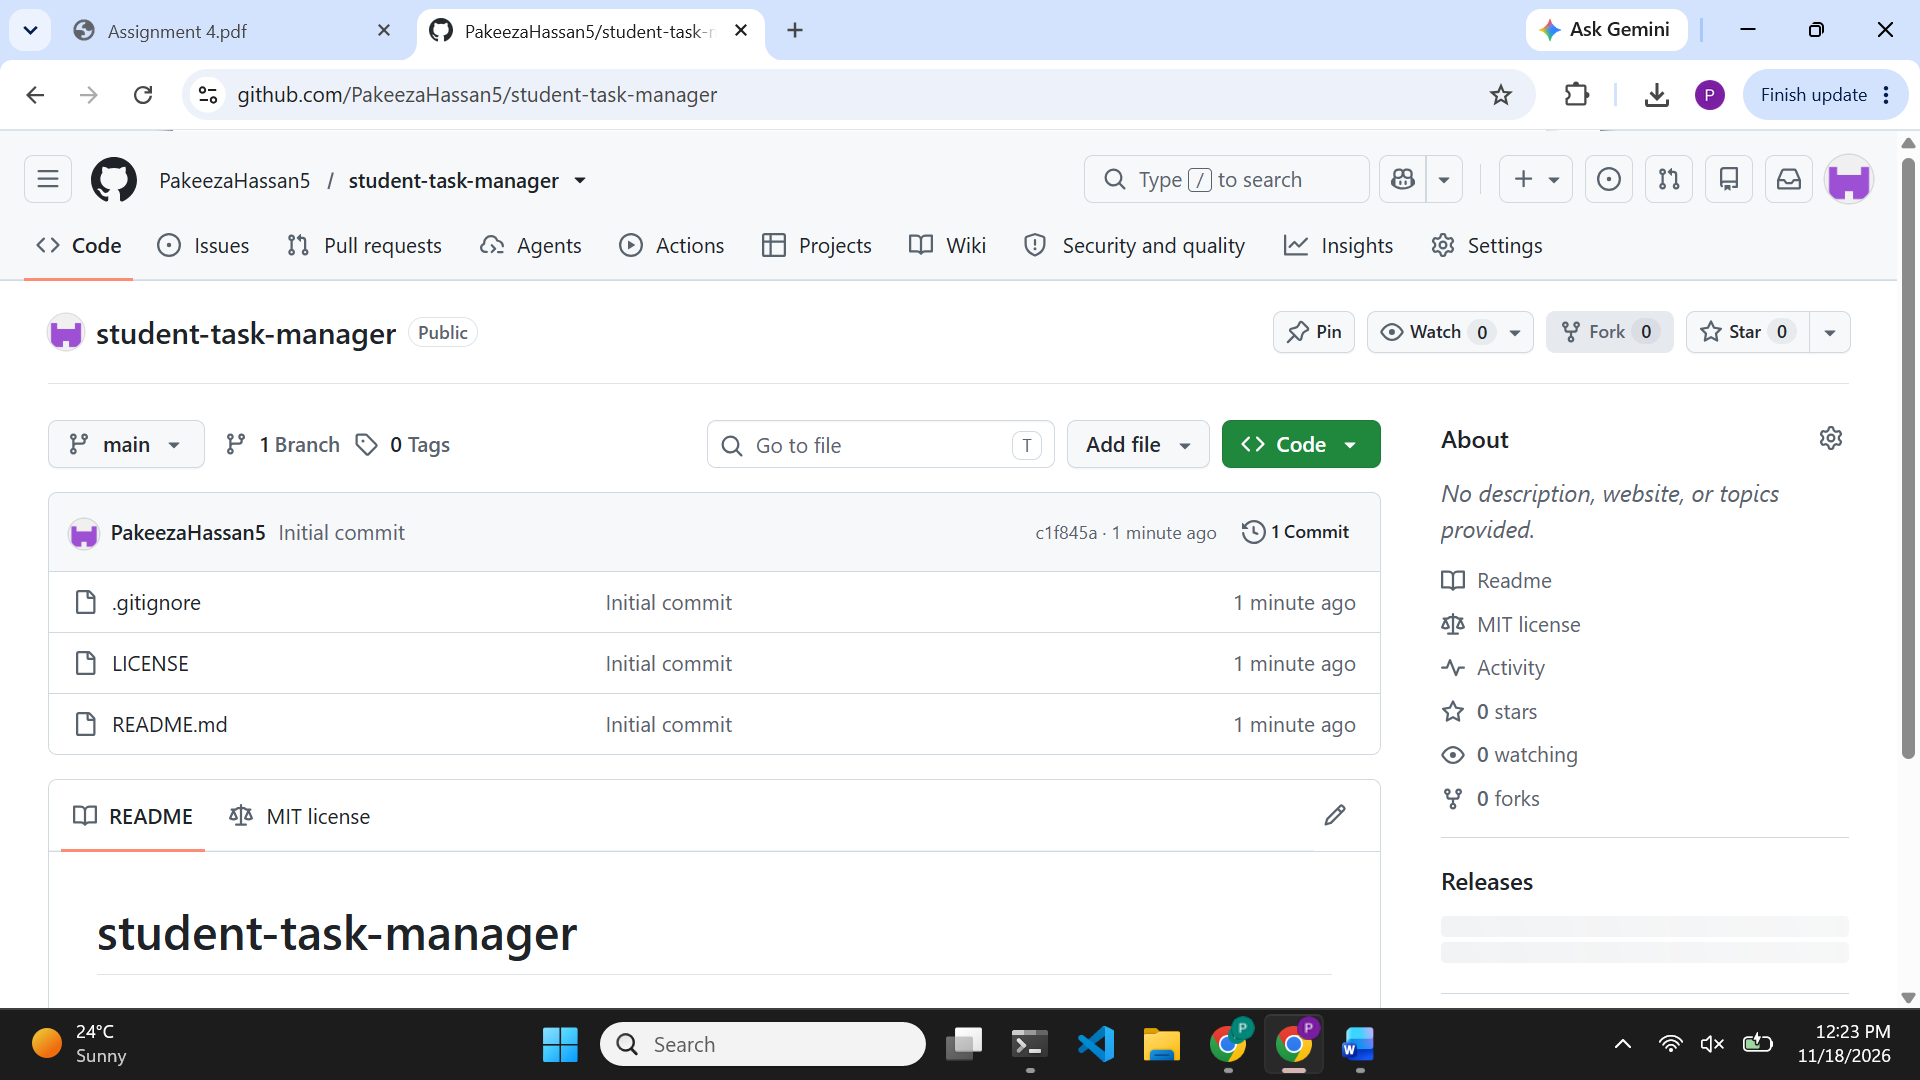 Assignment 4.pdf
PakeezaHassan5/student-task-
Ask Gemini
github.com/PakeezaHassan5/student-task-manager
P
Finish update
PakeezaHassan5 / student-task-manager
Type / to search
Code Issues Pull requests Agents Actions Projects Wiki Security and quality Insights Settings
student-task-manager Public
Pin Watch 0 Fork 0 Star 0
main 1 Branch 0 Tags
Go to file T Add file Code
PakeezaHassan5 Initial commit c1f845a · 1 minute ago 1 Commit
.gitignore Initial commit 1 minute ago
LICENSE Initial commit 1 minute ago
README.md Initial commit 1 minute ago
README MIT license
student-task-manager
About
No description, website, or topics
provided.
Readme
MIT license
Activity
0 stars
0 watching
0 forks
Releases
24°C
Sunny
Search
P
P
W
12:23 PM
11/18/2026